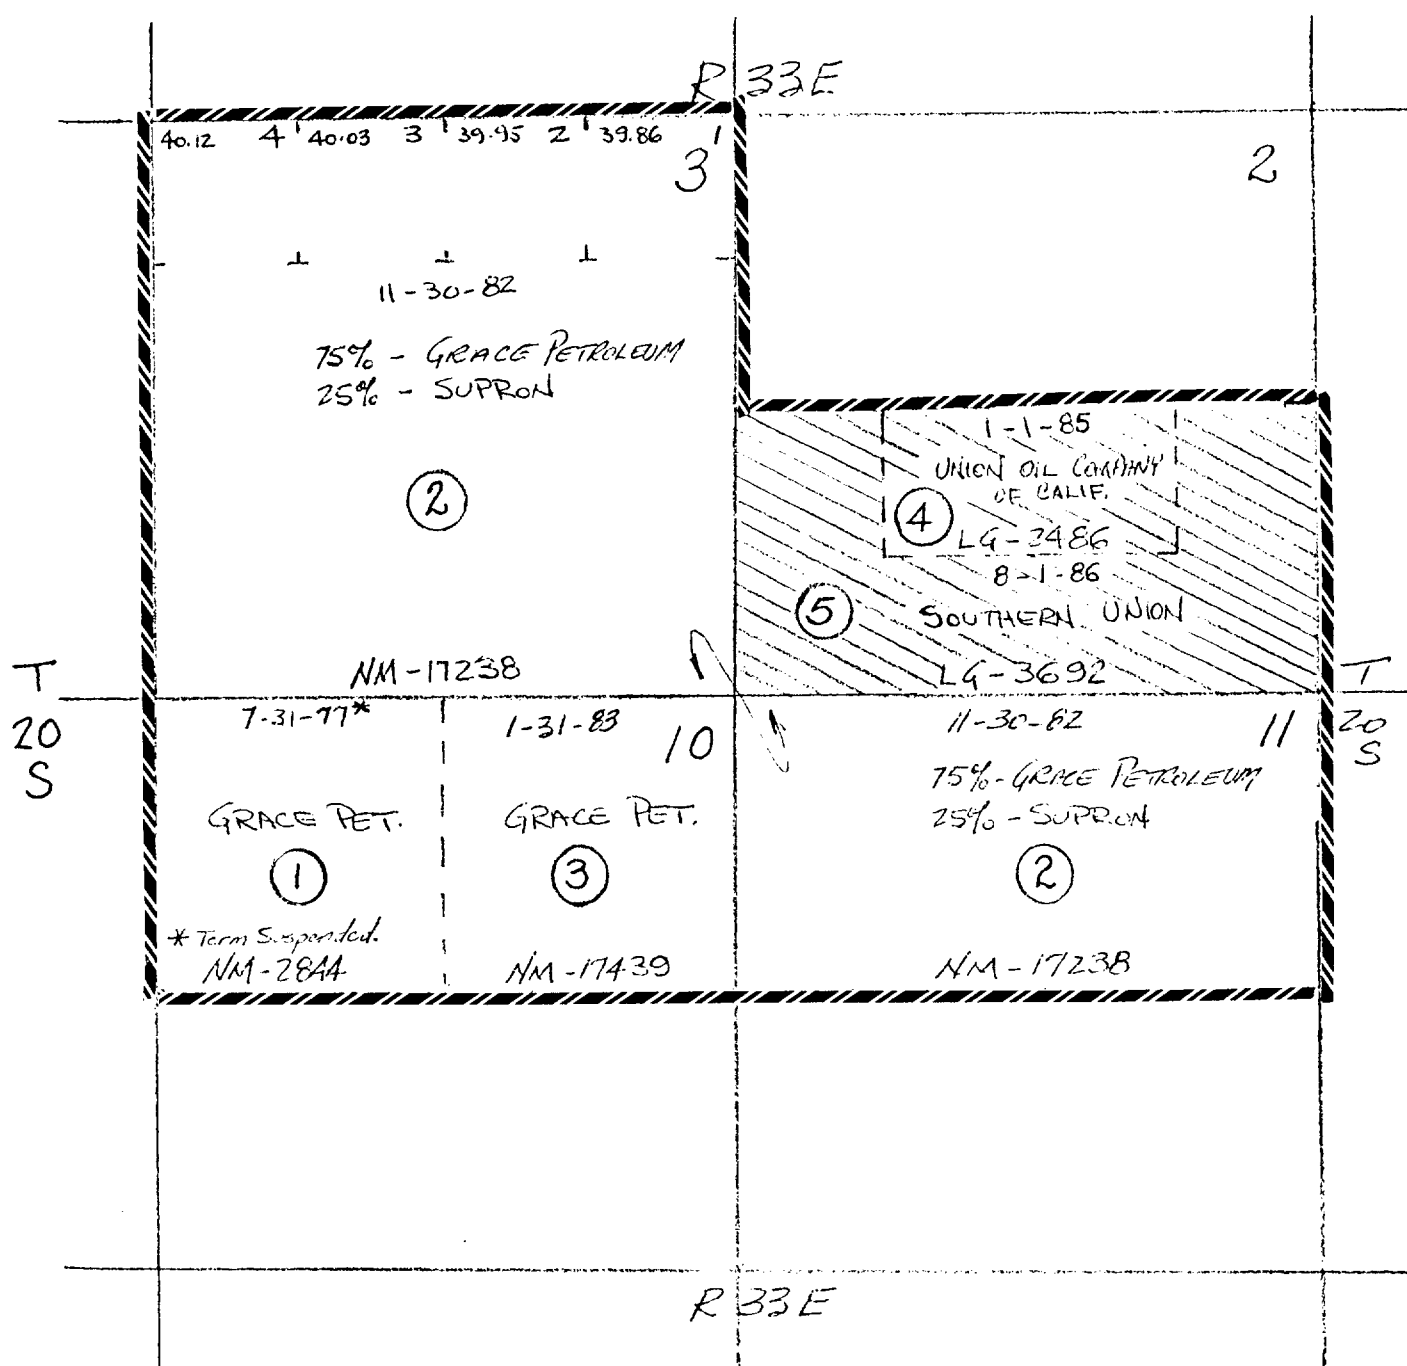 R 33E
40.12 4 40.03 3 39.95 2 39.86 1
3
2
11-30-82
75% - GRACE PETROLEUM
25% - SUPRON
2
NM-17238
1-1-85
UNION OIL COMPANY
OF CALIF.
4
LG-2486
8-1-86
5
SOUTHERN UNION
LG-3692
T
20
S
T
20
S
7-31-77*
GRACE PET.
1
* Term Suspended.
NM-2844
1-31-83
10
GRACE PET.
3
NM-17439
11-30-82
11
75% - GRACE PETROLEUM
25% - SUPRON
2
NM-17238
R 33E